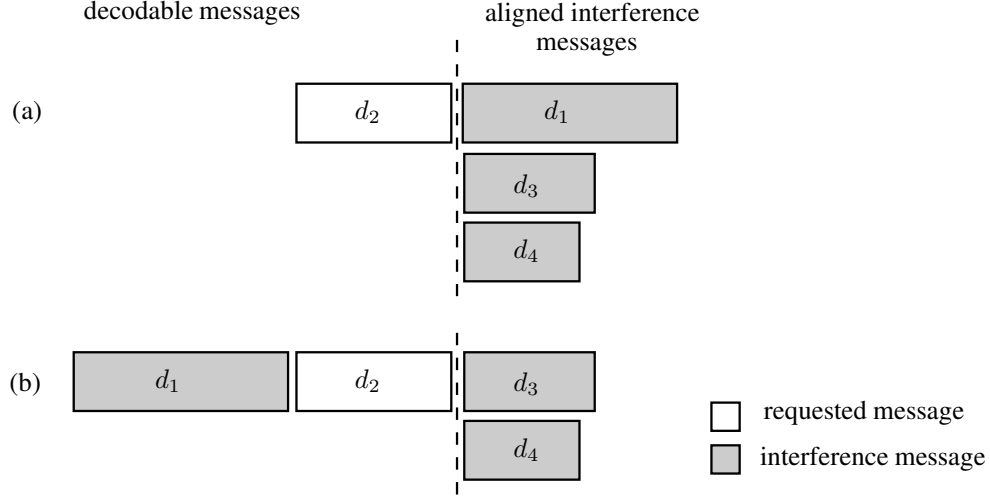 decodable messages
aligned interference
messages
(a)
d₂
d₁
d₃
d₄
(b)
d₁
d₂
d₃
d₄
requested message
interference message